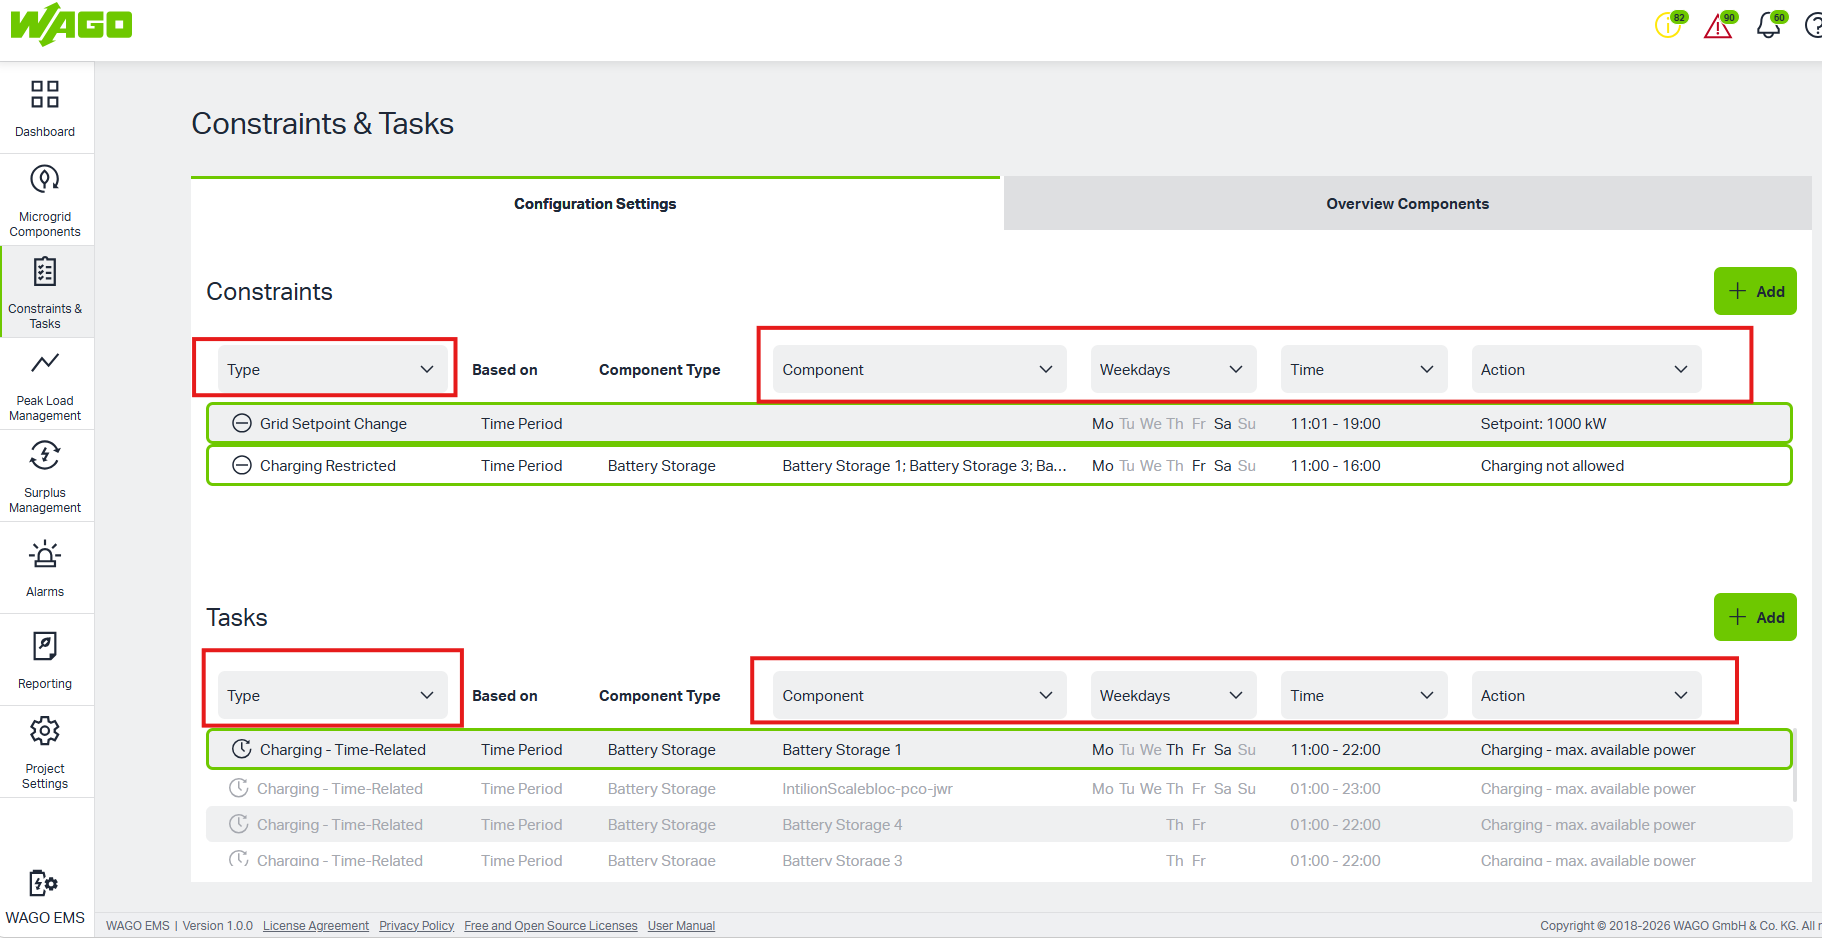 WAGO
82
90
60
Dashboard
Microgrid
Components
Constraints &
Tasks
Peak Load
Management
Surplus
Management
Alarms
Reporting
Project
Settings
WAGO EMS
Constraints & Tasks
Configuration Settings
Overview Components
Constraints
Add
Type
Based on
Component Type
Component
Weekdays
Time
Action
Grid Setpoint Change Time Period Mo Tu We Th Fr Sa Su 11:01 - 19:00 Setpoint: 1000 kW
Charging Restricted Time Period Battery Storage Battery Storage 1; Battery Storage 3; Ba... Mo Tu We Th Fr Sa Su 11:00 - 16:00 Charging not allowed
Tasks
Add
Type
Based on
Component Type
Component
Weekdays
Time
Action
Charging - Time-Related Time Period Battery Storage Battery Storage 1 Mo Tu We Th Fr Sa Su 11:00 - 22:00 Charging - max. available power
Charging - Time-Related Time Period Battery Storage IntilionScalebloc-pco-jwr Mo Tu We Th Fr Sa Su 01:00 - 23:00 Charging - max. available power
Charging - Time-Related Time Period Battery Storage Battery Storage 4 Th Fr 01:00 - 22:00 Charging - max. available power
Charging - Time-Related Time Period Battery Storage Battery Storage 3 Th Fr 01:00 - 22:00 Charging - max. available power
WAGO EMS | Version 1.0.0 License Agreement Privacy Policy Free and Open Source Licenses User Manual
Copyright © 2018-2026 WAGO GmbH & Co. KG. All